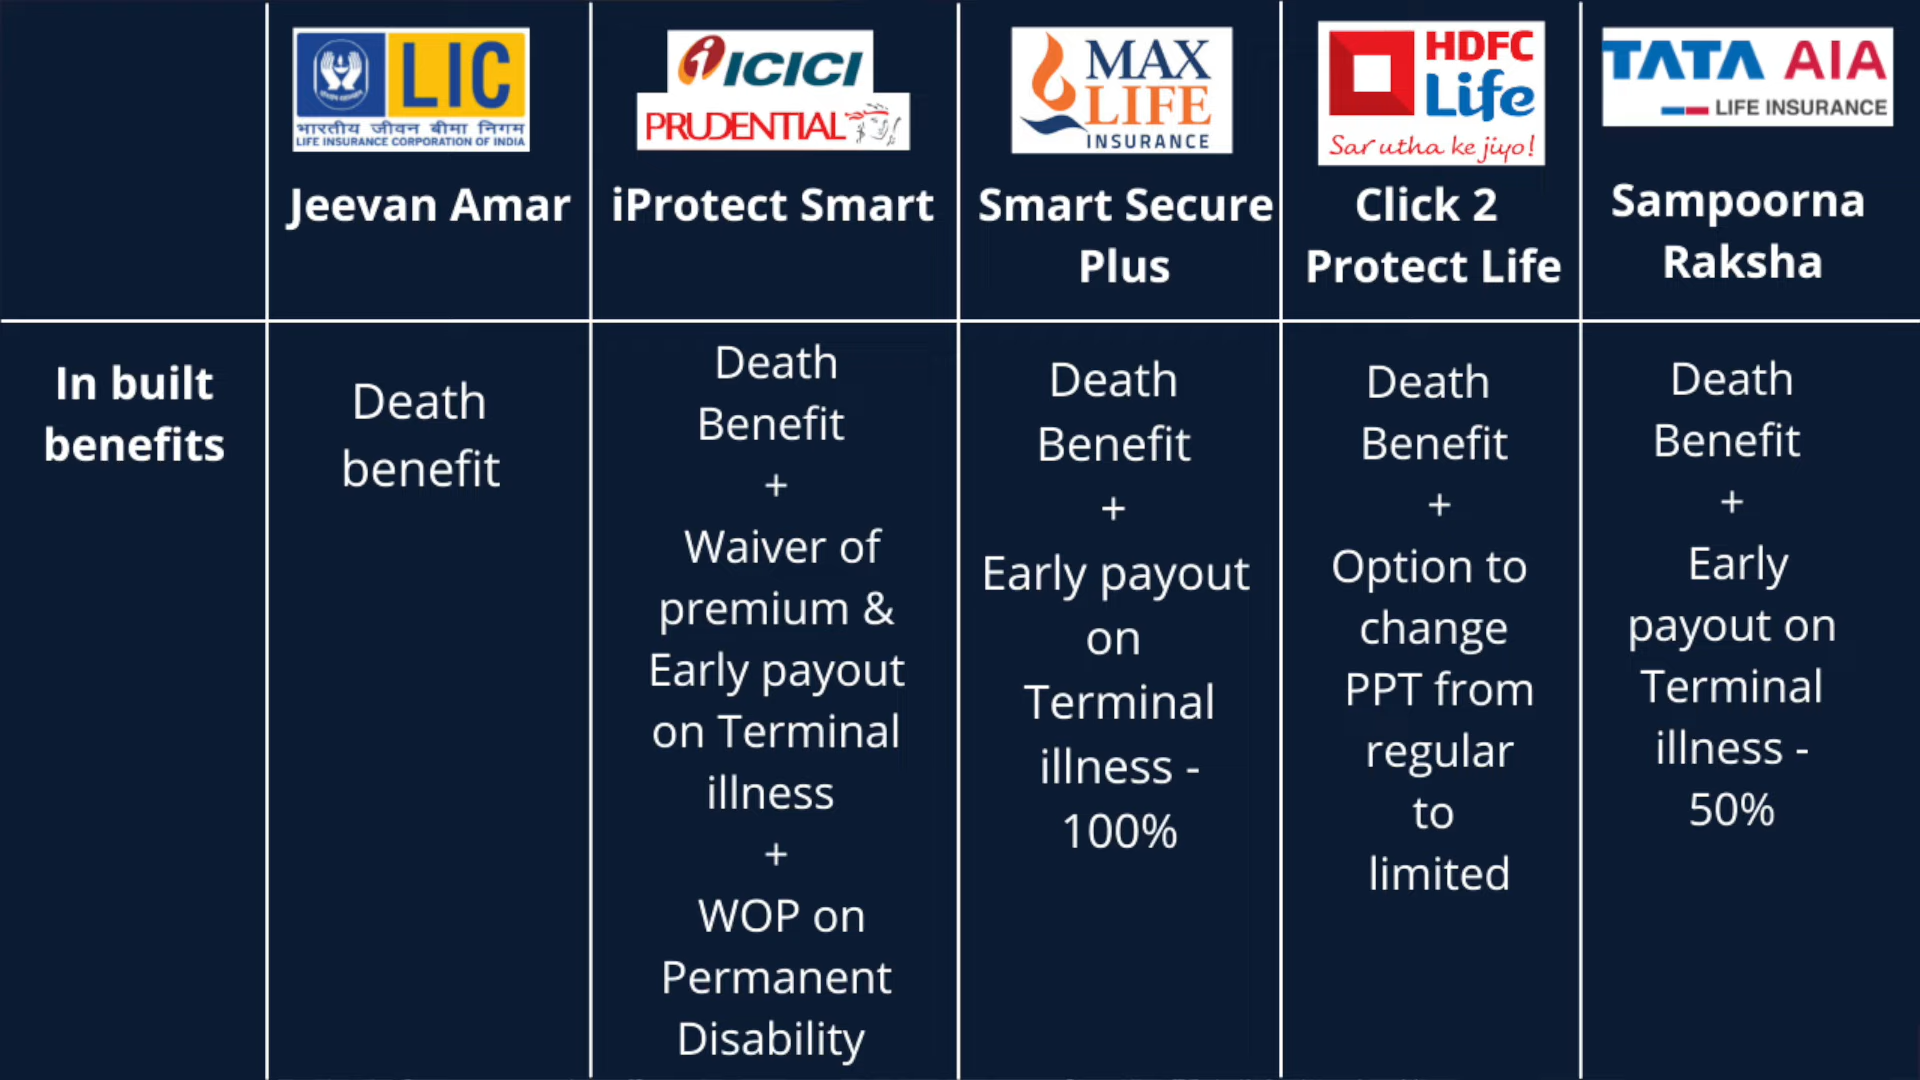 LIC
भारतीय जीवन बीमा निगम
LIFE INSURANCE CORPORATION OF INDIA
Jeevan Amar
ICICI
PRUDENTIAL
iProtect Smart
MAX
LIFE
INSURANCE
Smart Secure
Plus
HDFC
Life
Sar utha ke jiyo!
Click 2
Protect Life
TATA AIA
LIFE INSURANCE
Sampoorna
Raksha
In built
benefits
Death
benefit
Death
Benefit
+
Waiver of
premium &
Early payout
on Terminal
illness
+
WOP on
Permanent
Disability
Death
Benefit
+
Early payout
on
Terminal
illness -
100%
Death
Benefit
+
Option to
change
PPT from
regular
to
limited
Death
Benefit
+
Early
payout on
Terminal
illness -
50%